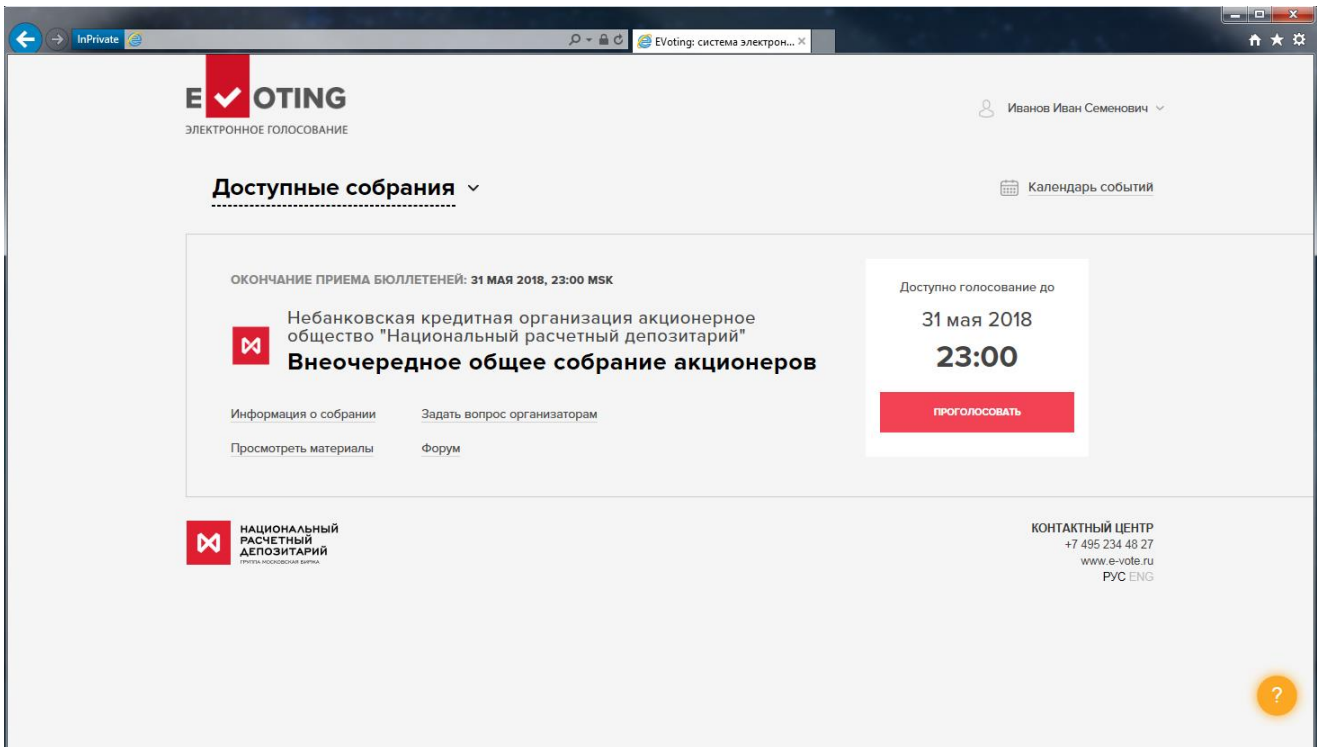 InPrivate
EVoting: система электрон...
E OTING
ЭЛЕКТРОННОЕ ГОЛОСОВАНИЕ
Иванов Иван Семенович
Доступные собрания
Календарь событий
ОКОНЧАНИЕ ПРИЕМА БЮЛЛЕТЕНЕЙ: 31 МАЯ 2018, 23:00 MSK
Небанковская кредитная организация акционерное
общество "Национальный расчетный депозитарий"
Внеочередное общее собрание акционеров
Информация о собрании
Задать вопрос организаторам
Просмотреть материалы
Форум
Доступно голосование до
31 мая 2018
23:00
ПРОГОЛОСОВАТЬ
НАЦИОНАЛЬНЫЙ
РАСЧЕТНЫЙ
ДЕПОЗИТАРИЙ
ГРУППА МОСКОВСКАЯ БИРЖА
КОНТАКТНЫЙ ЦЕНТР
+7 495 234 48 27
www.e-vote.ru
РУС ENG
?